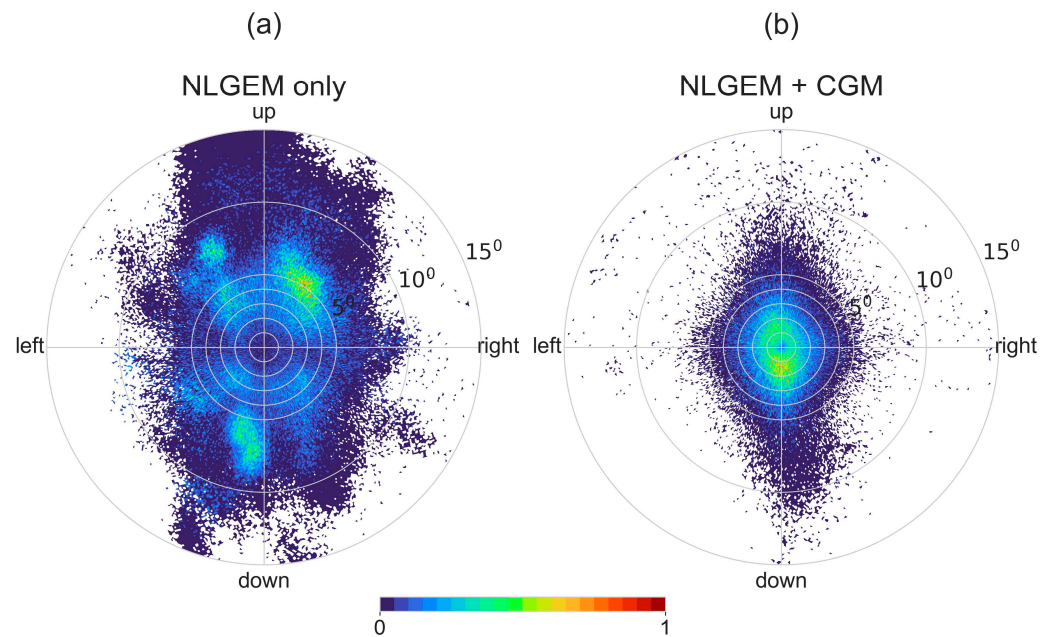 (a)
(b)
NLGEM only
NLGEM + CGM
up
up
15⁰
15⁰
10⁰
10⁰
5⁰
5⁰
left
right
left
right
down
down
0
1